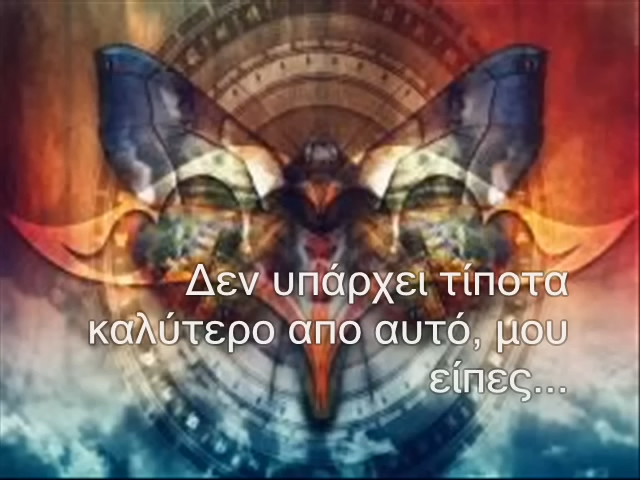 Δεν υπάρχει τίποτα
καλύτερο απο αυτό, μου
είπες...